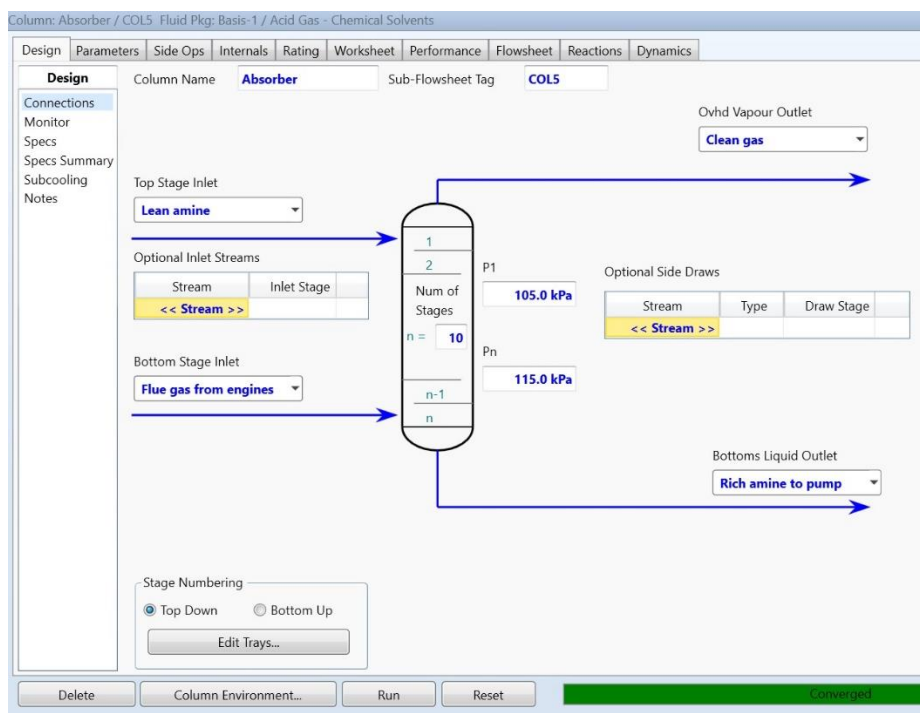 Column: Absorber / COL5 Fluid Pkg: Basis-1 / Acid Gas - Chemical Solvents
Design Parameters Side Ops Internals Rating Worksheet Performance Flowsheet Reactions Dynamics
Design
Connections
Monitor
Specs
Specs Summary
Subcooling
Notes
Column Name Absorber Sub-Flowsheet Tag COL5
Ovhd Vapour Outlet
Clean gas
Top Stage Inlet
Lean amine
Optional Inlet Streams
Stream Inlet Stage
<< Stream >>
Bottom Stage Inlet
Flue gas from engines
1
2
Num of
Stages
n = 10
n-1
n
P1
105.0 kPa
Pn
115.0 kPa
Optional Side Draws
Stream Type Draw Stage
<< Stream >>
Bottoms Liquid Outlet
Rich amine to pump
Stage Numbering
Top Down Bottom Up
Edit Trays...
Delete Column Environment... Run Reset Converged